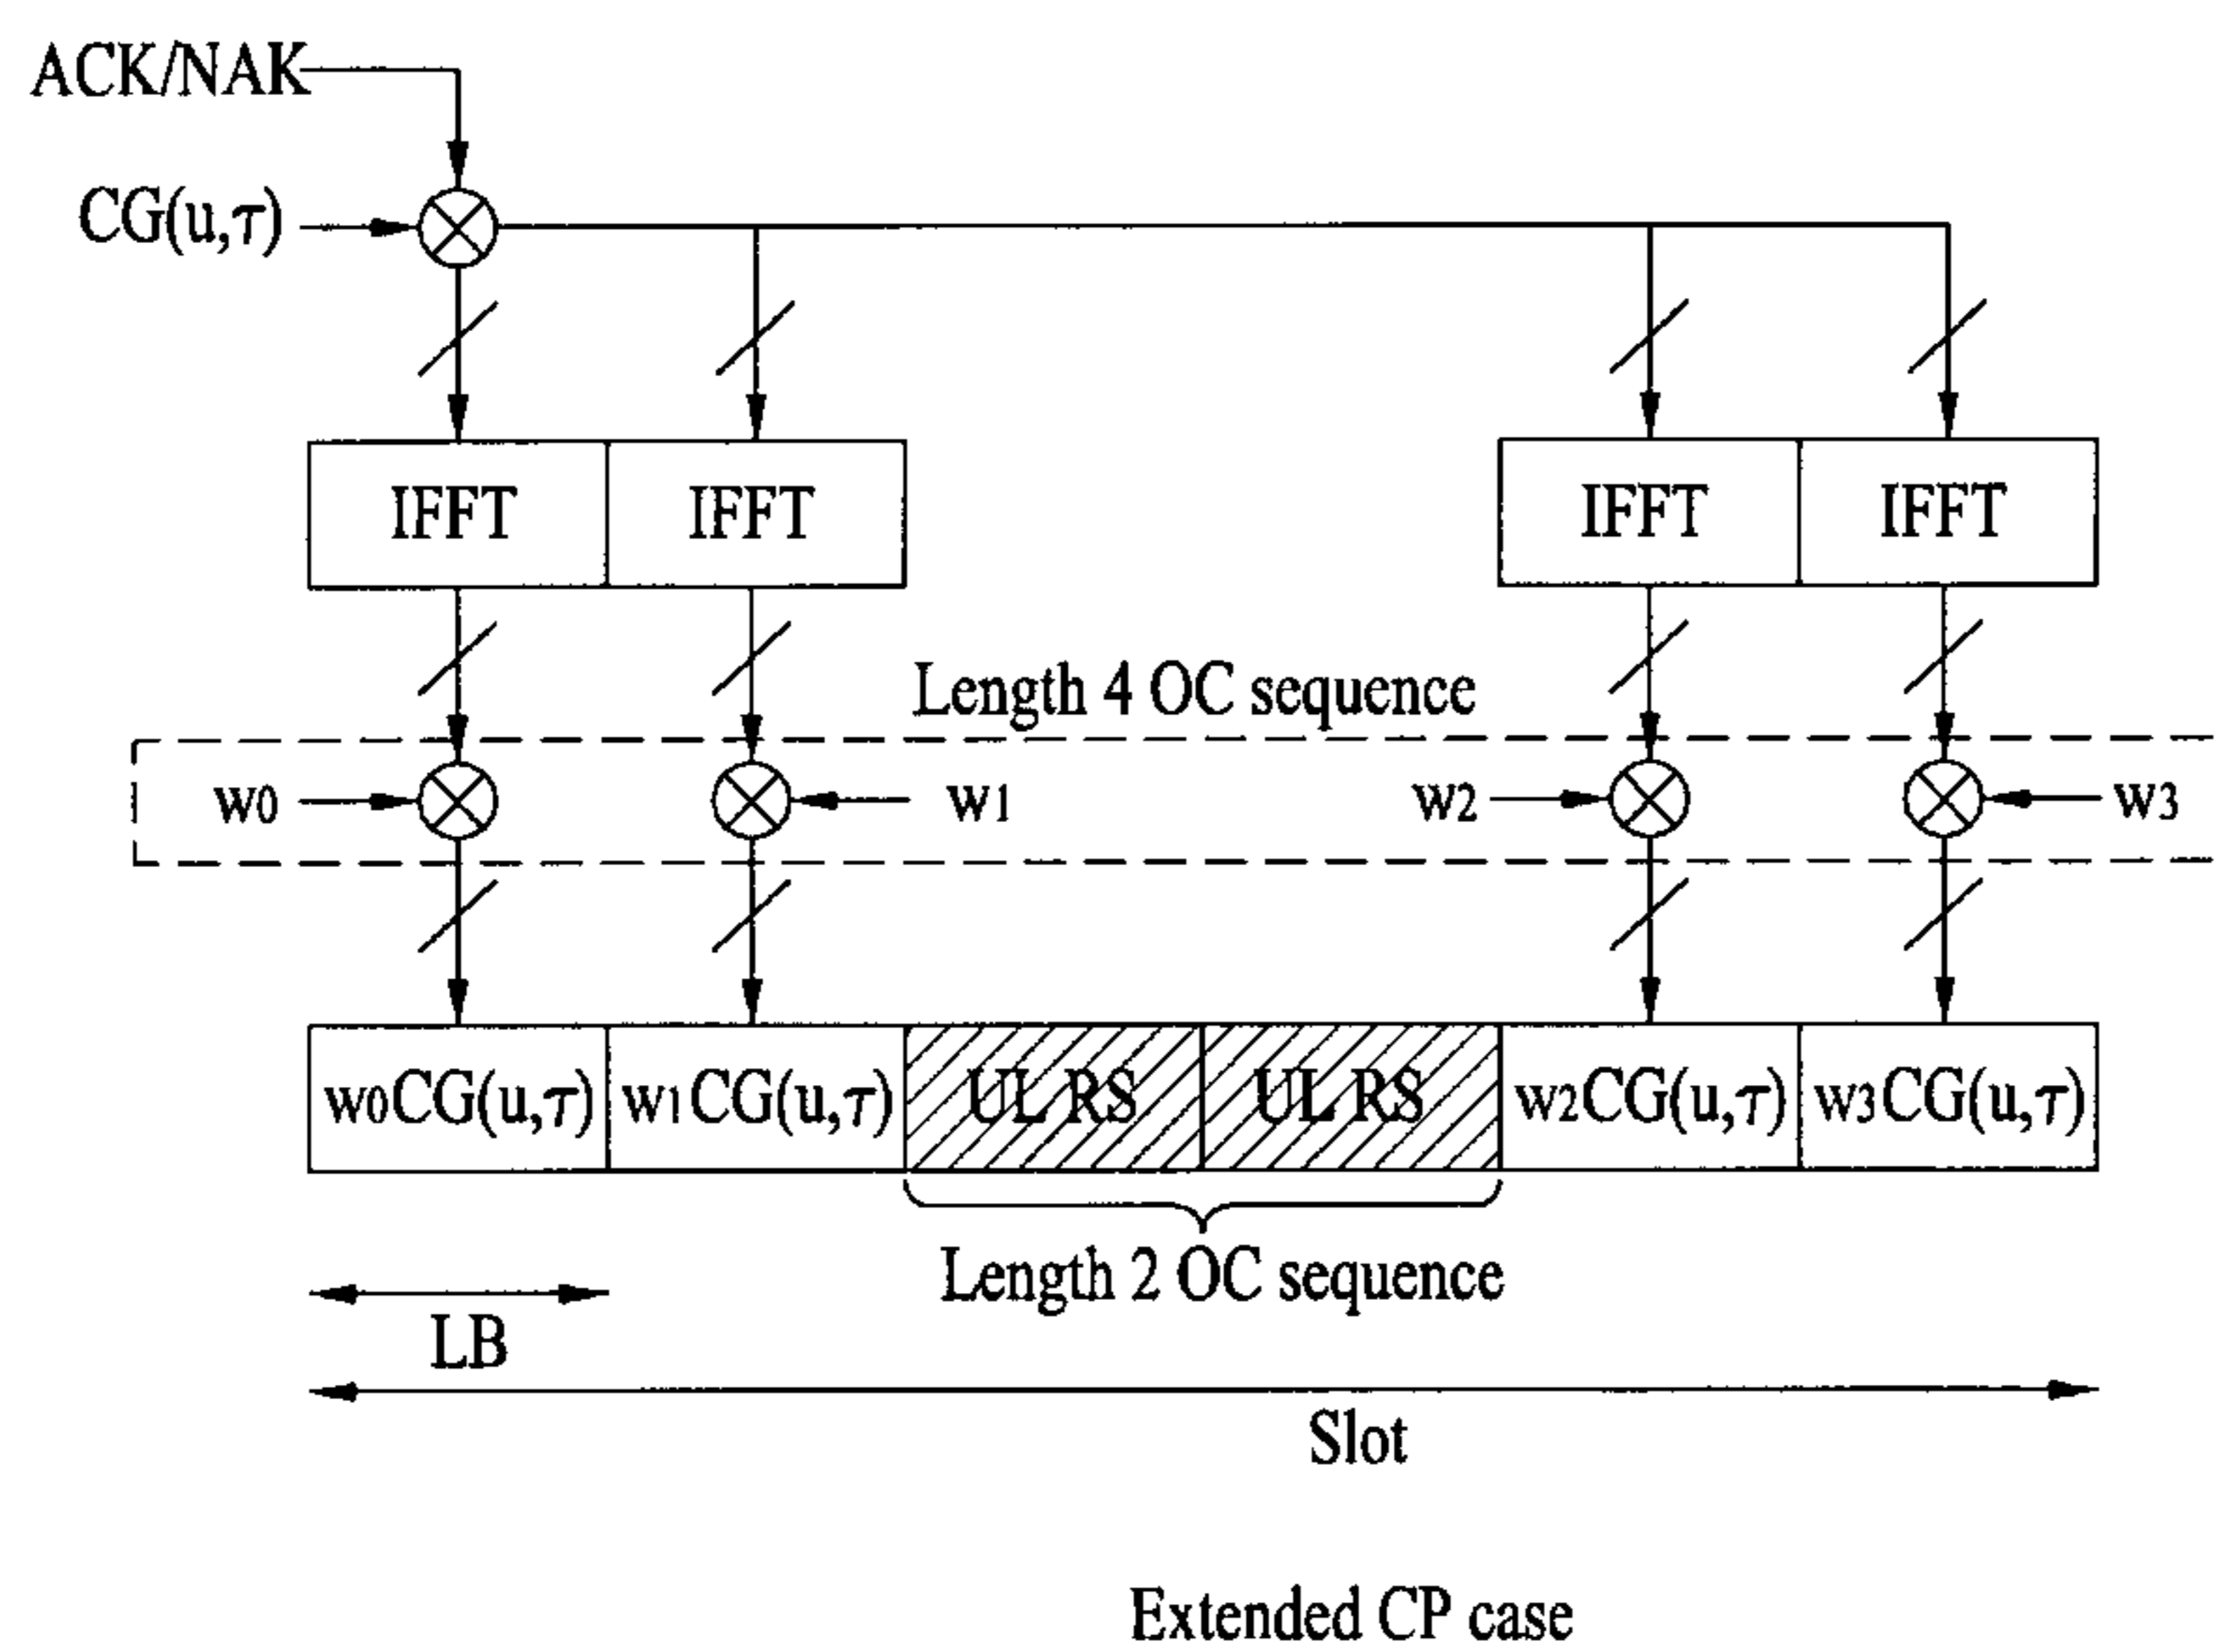 ACK/NAK
CG(u,τ)
IFFT IFFT IFFT IFFT
Length 4 OC sequence
w0 w1 w2 w3
w0CG(u,τ) w1CG(u,τ) UL RS UL RS w2CG(u,τ) w3CG(u,τ)
Length 2 OC sequence
LB
Slot
Extended CP case